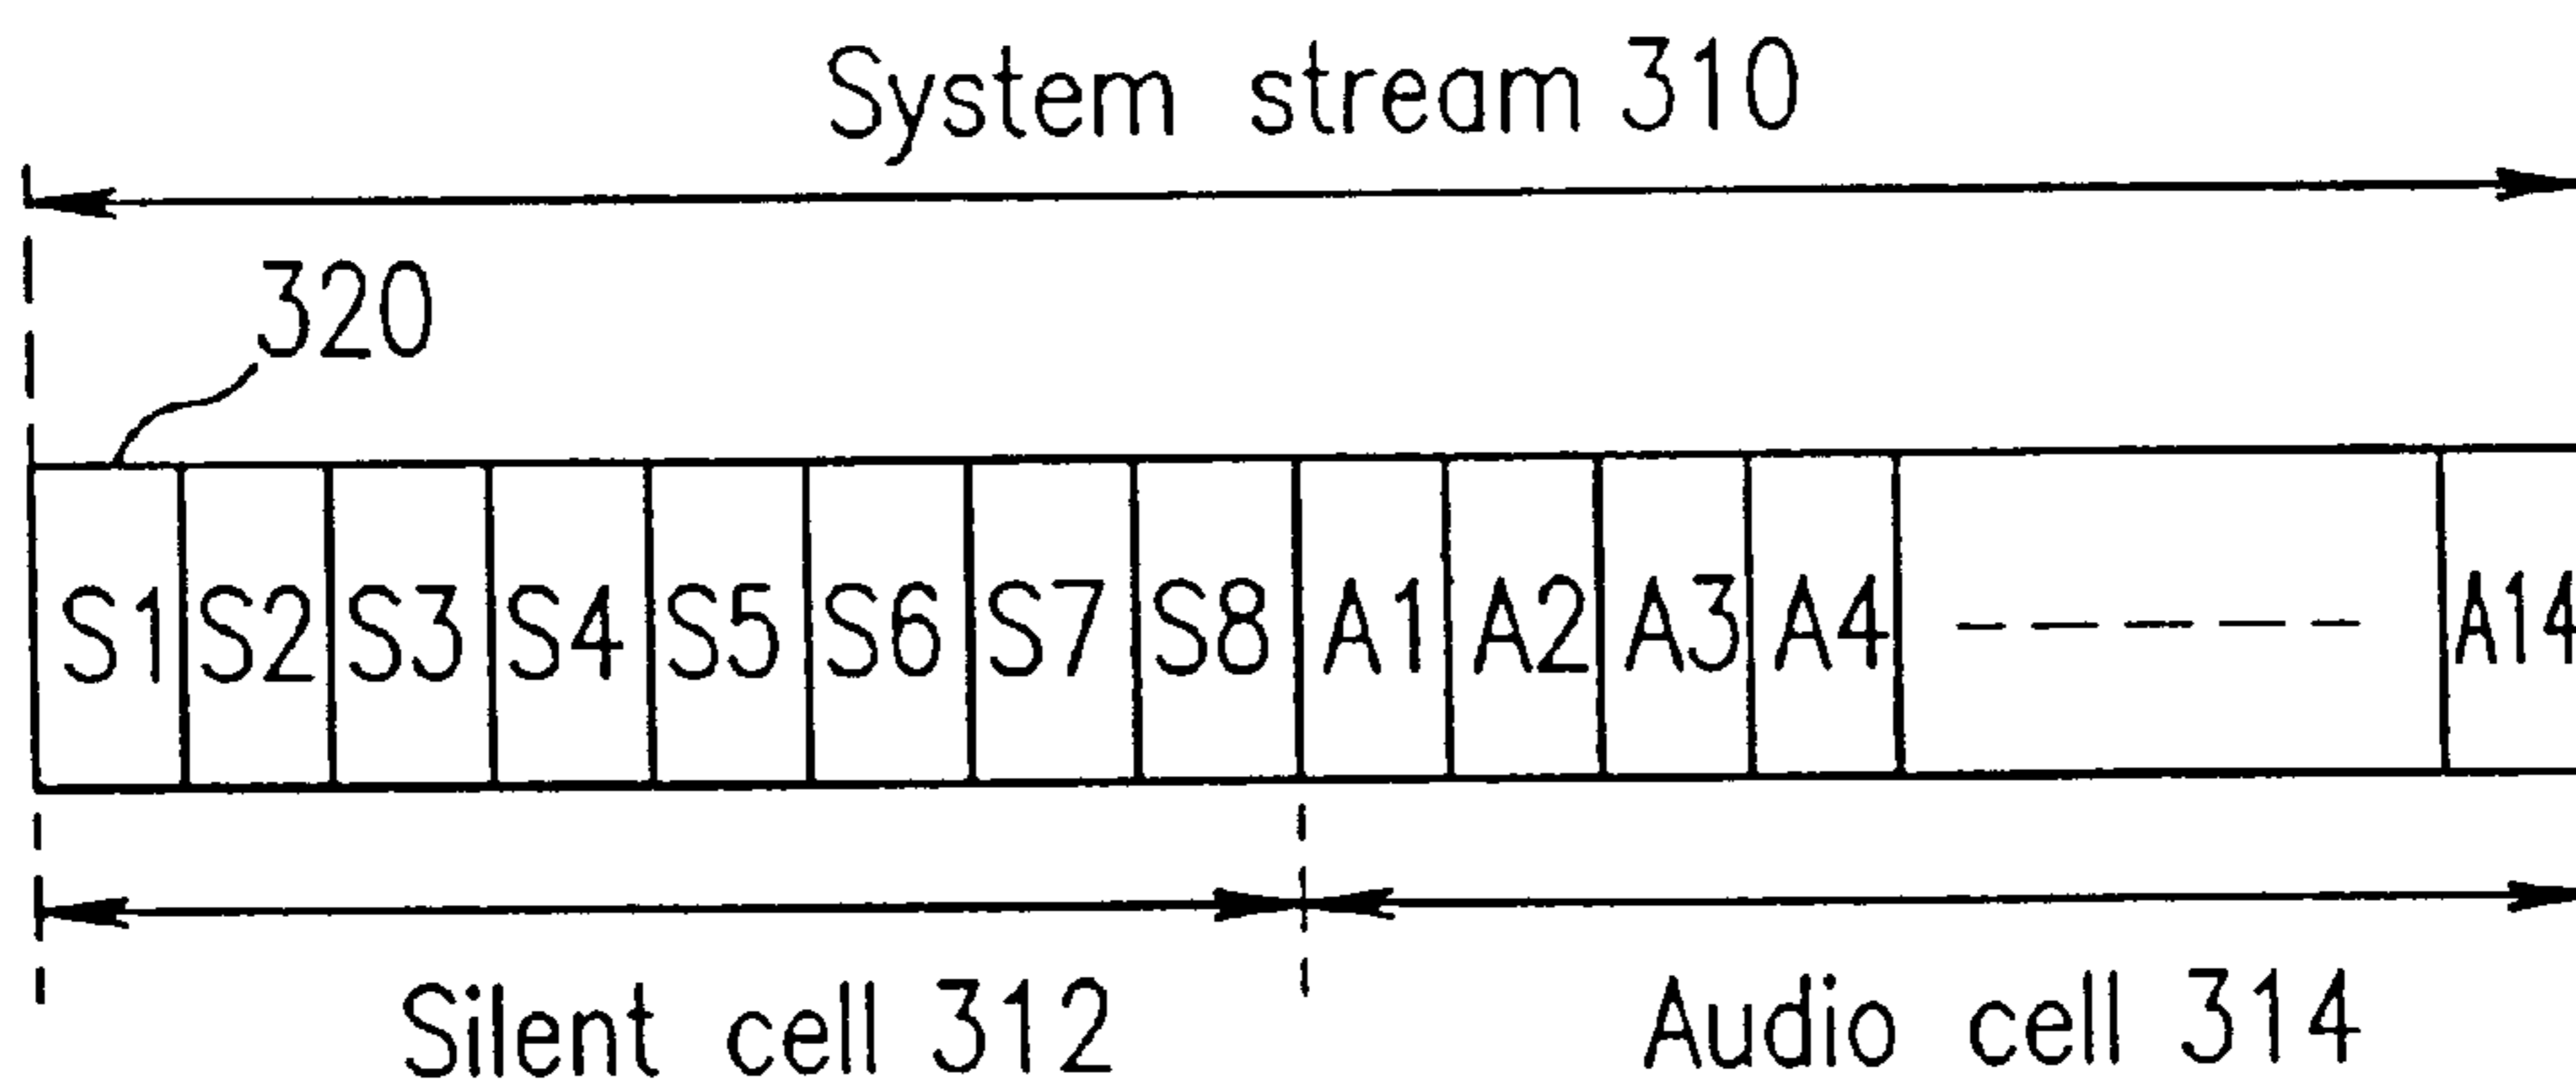 System stream 310
320
S1 S2 S3 S4 S5 S6 S7 S8 A1 A2 A3 A4 A14
Silent cell 312 Audio cell 314